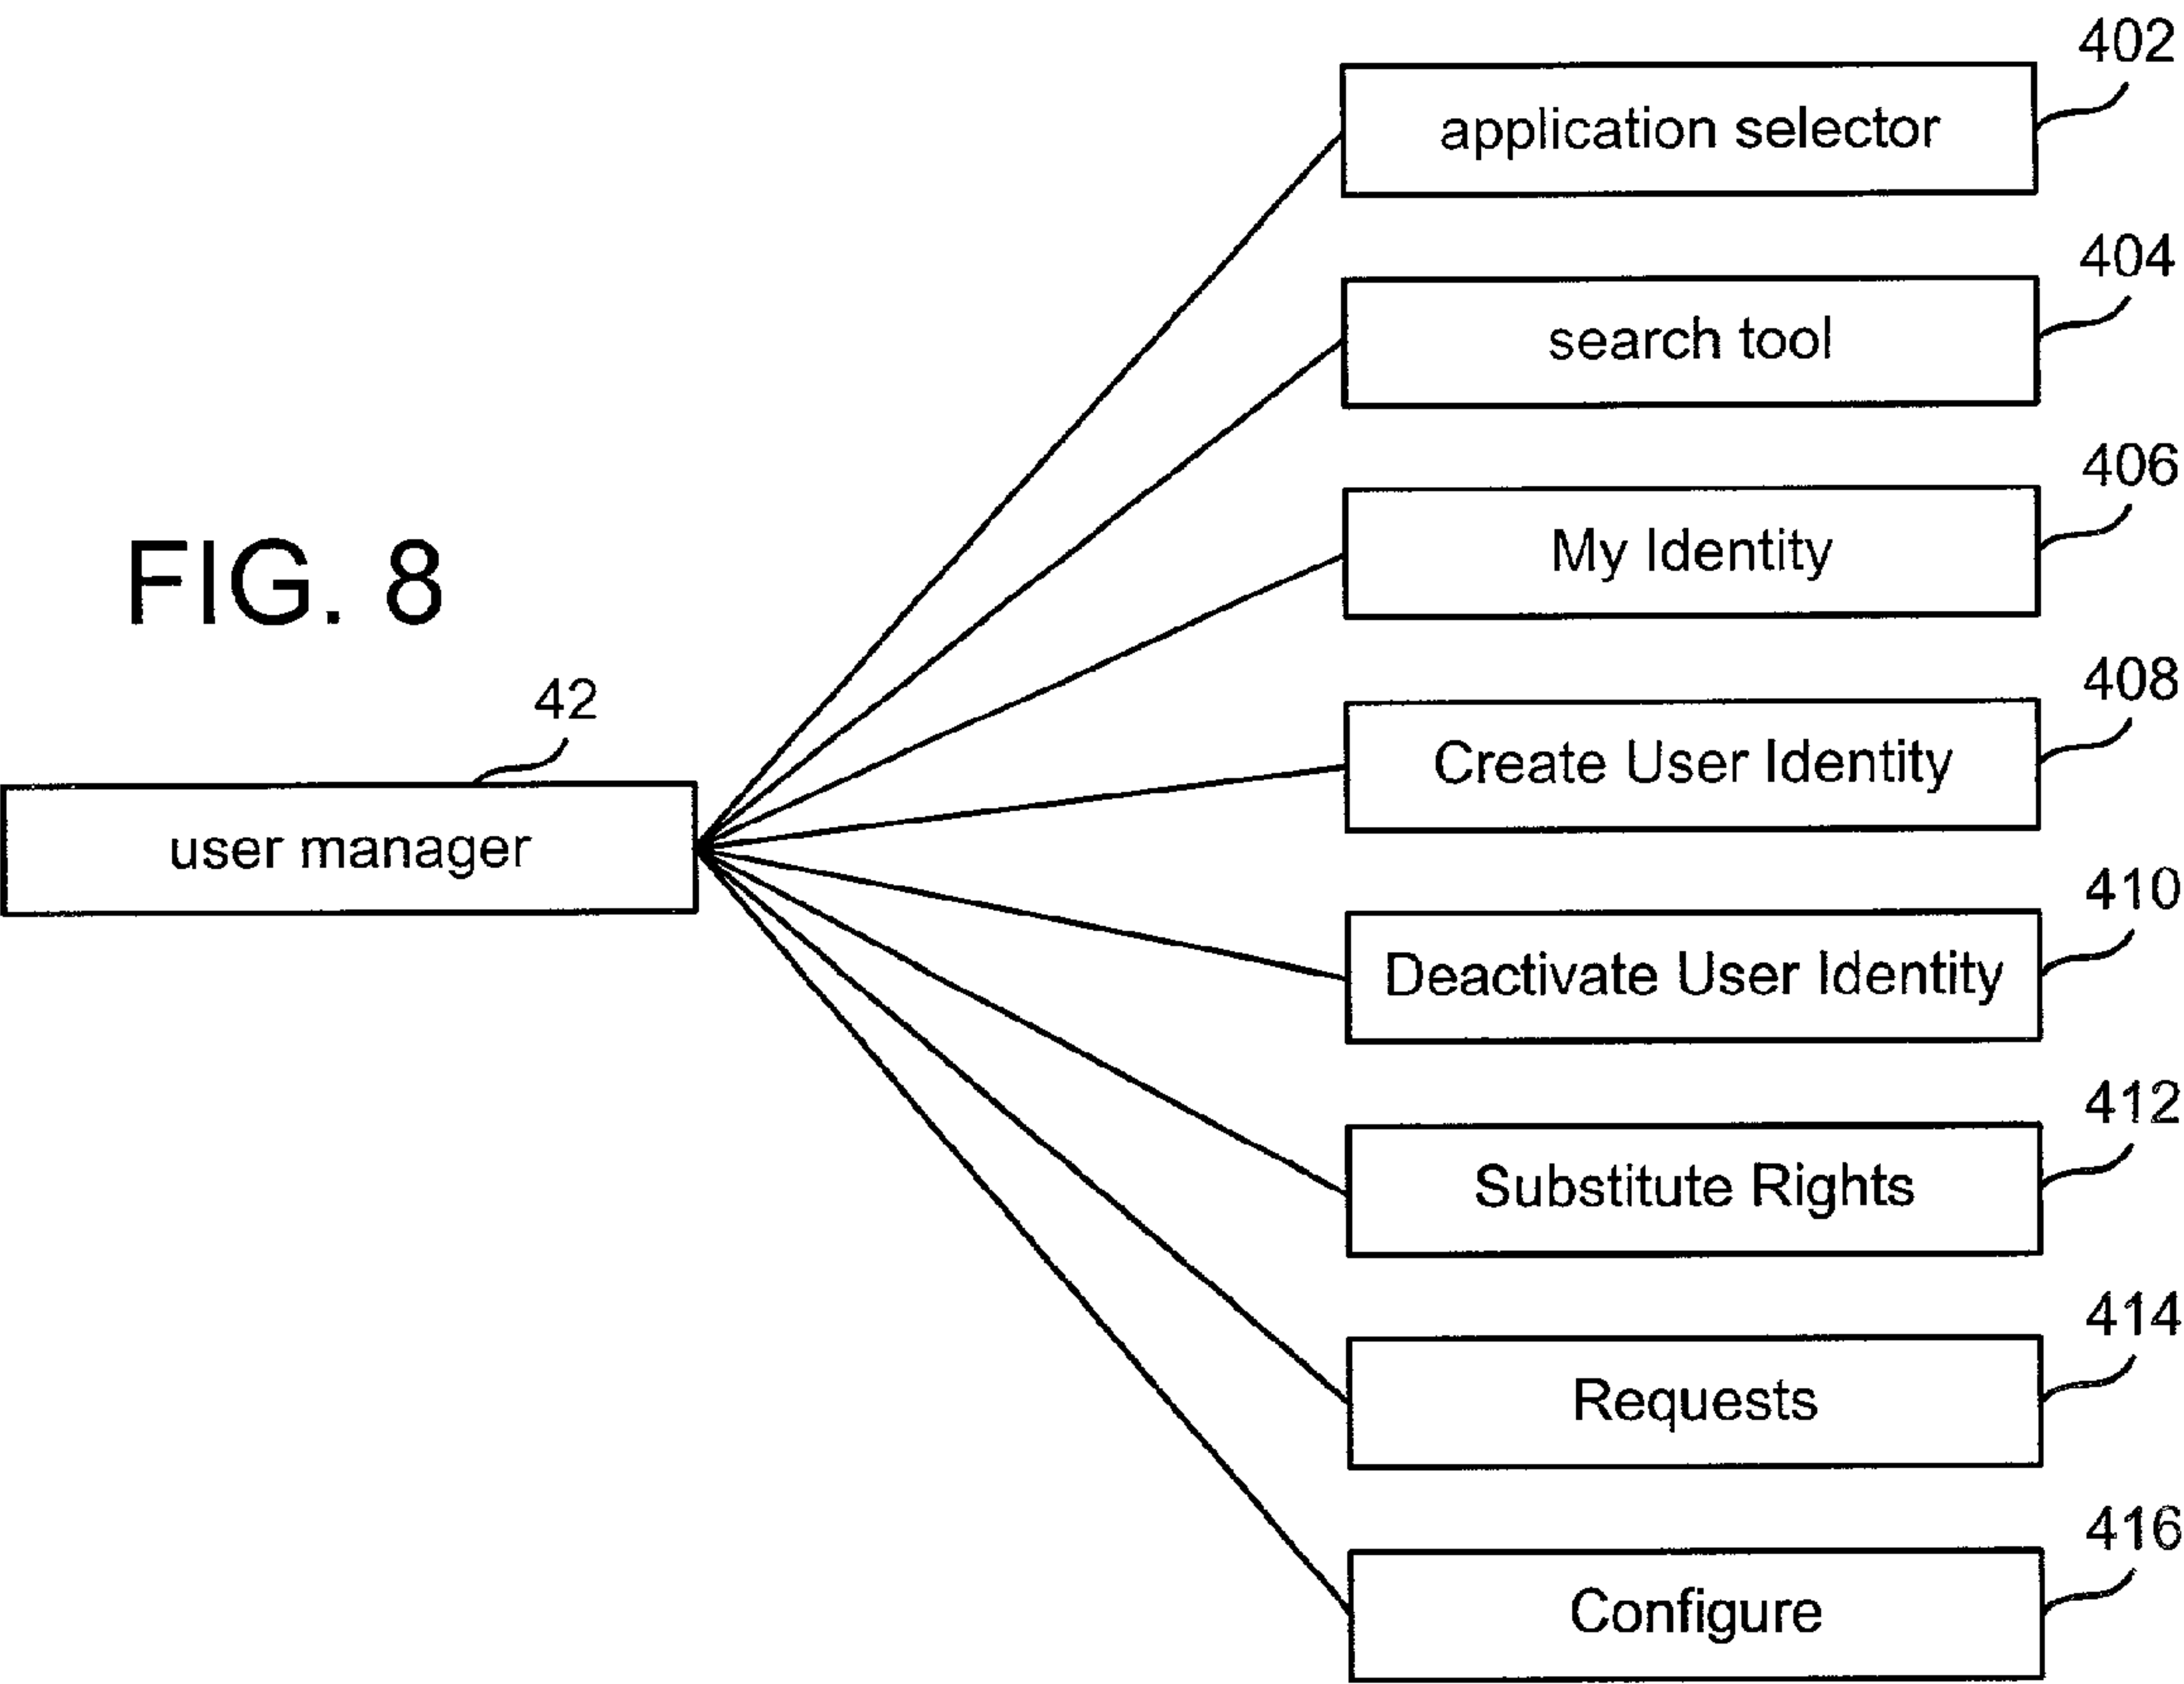 402
application selector
404
search tool
406
My Identity
FIG. 8
408
42
Create User Identity
user manager
410
Deactivate User Identity
412
Substitute Rights
414
Requests
416
Configure